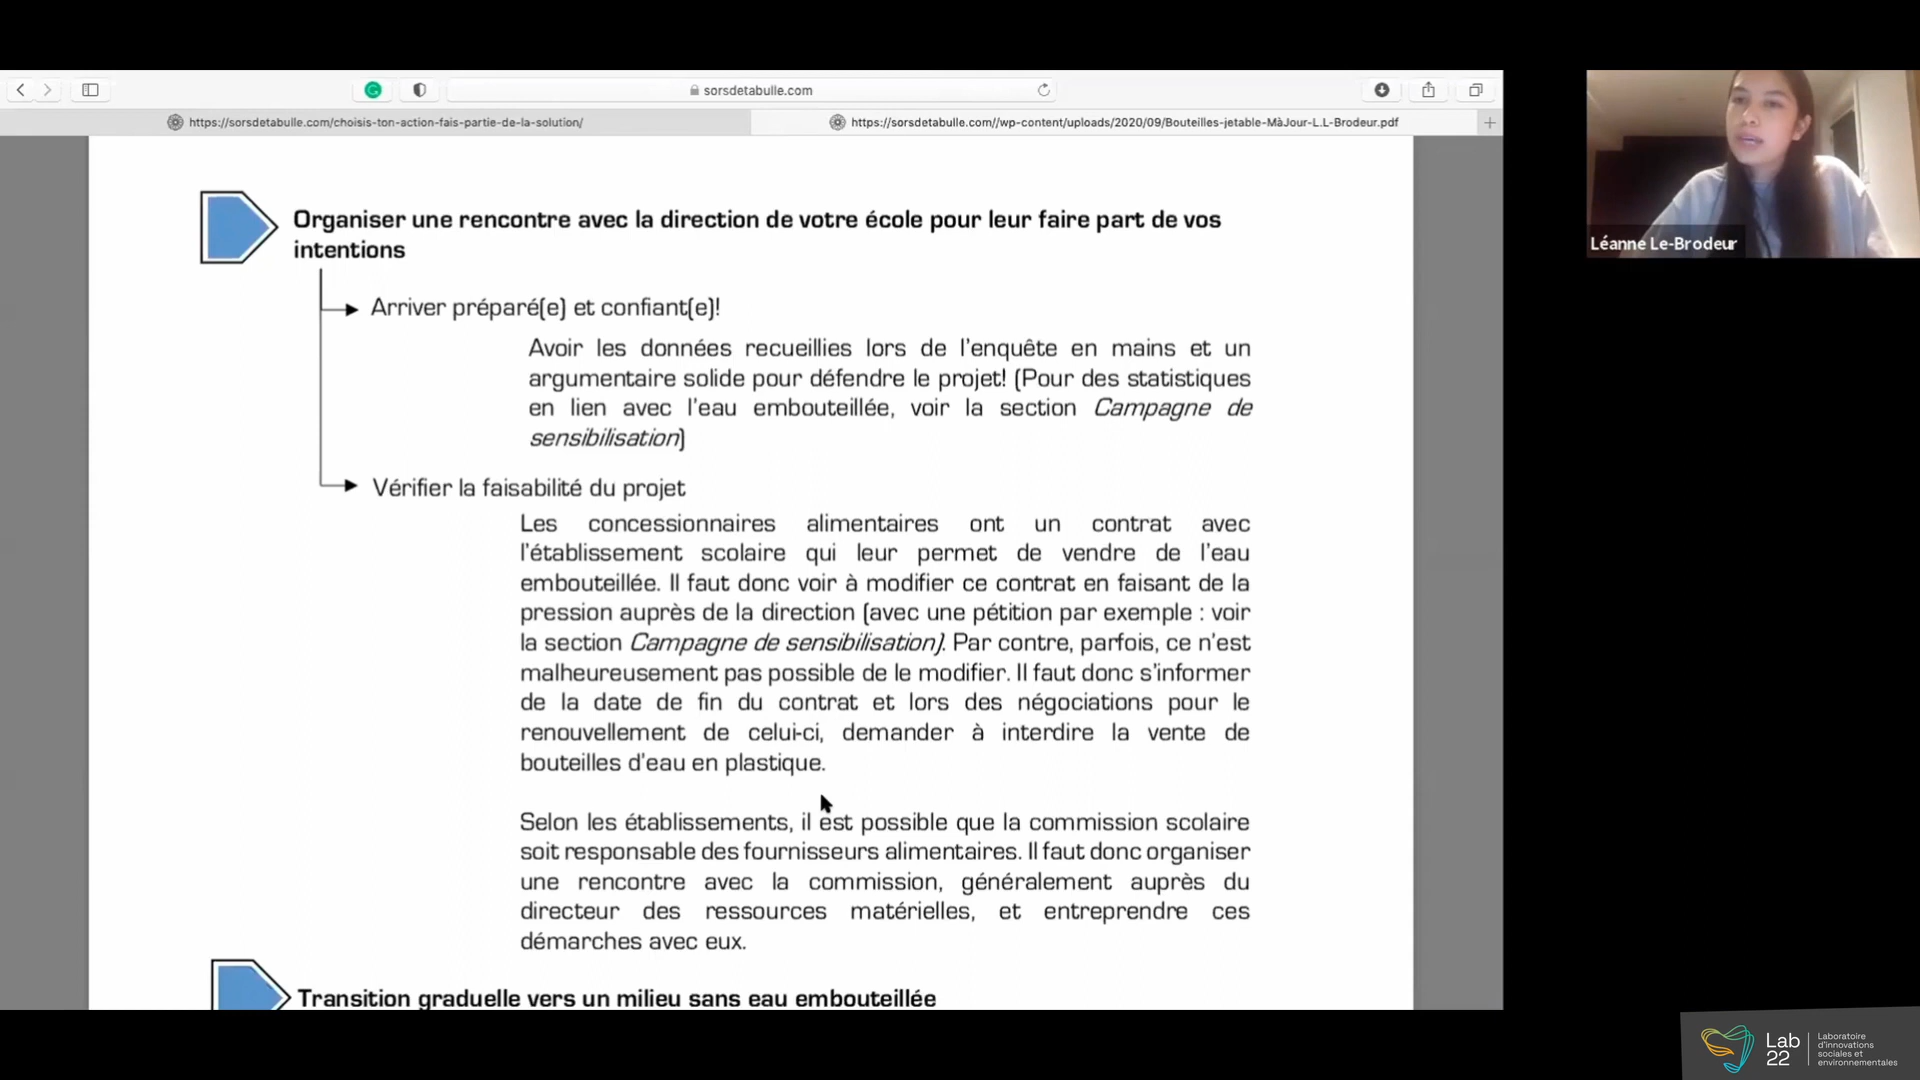 sorsdetabulle.com
https://sorsdetabulle.com/choisis-ton-action-fais-partie-de-la-solution/
https://sorsdetabulle.com//wp-content/uploads/2020/09/Bouteilles-jetable-MàJour-L.L-Brodeur.pdf
Organiser une rencontre avec la direction de votre école pour leur faire part de vos
intentions
Arriver préparé(e) et confiant(e)!
Avoir les données recueillies lors de l'enquête en mains et un
argumentaire solide pour défendre le projet! (Pour des statistiques
en lien avec l'eau embouteillée, voir la section Campagne de
sensibilisation)
Vérifier la faisabilité du projet
Les concessionnaires alimentaires ont un contrat avec
l'établissement scolaire qui leur permet de vendre de l'eau
embouteillée. Il faut donc voir à modifier ce contrat en faisant de la
pression auprès de la direction (avec une pétition par exemple : voir
la section Campagne de sensibilisation). Par contre, parfois, ce n'est
malheureusement pas possible de le modifier. Il faut donc s'informer
de la date de fin du contrat et lors des négociations pour le
renouvellement de celui-ci, demander à interdire la vente de
bouteilles d'eau en plastique.
Selon les établissements, il est possible que la commission scolaire
soit responsable des fournisseurs alimentaires. Il faut donc organiser
une rencontre avec la commission, généralement auprès du
directeur des ressources matérielles, et entreprendre ces
démarches avec eux.
Transition graduelle vers un milieu sans eau embouteillée
Léanne Le-Brodeur
Lab
22
Laboratoire
d'innovations
sociales et
environnementales